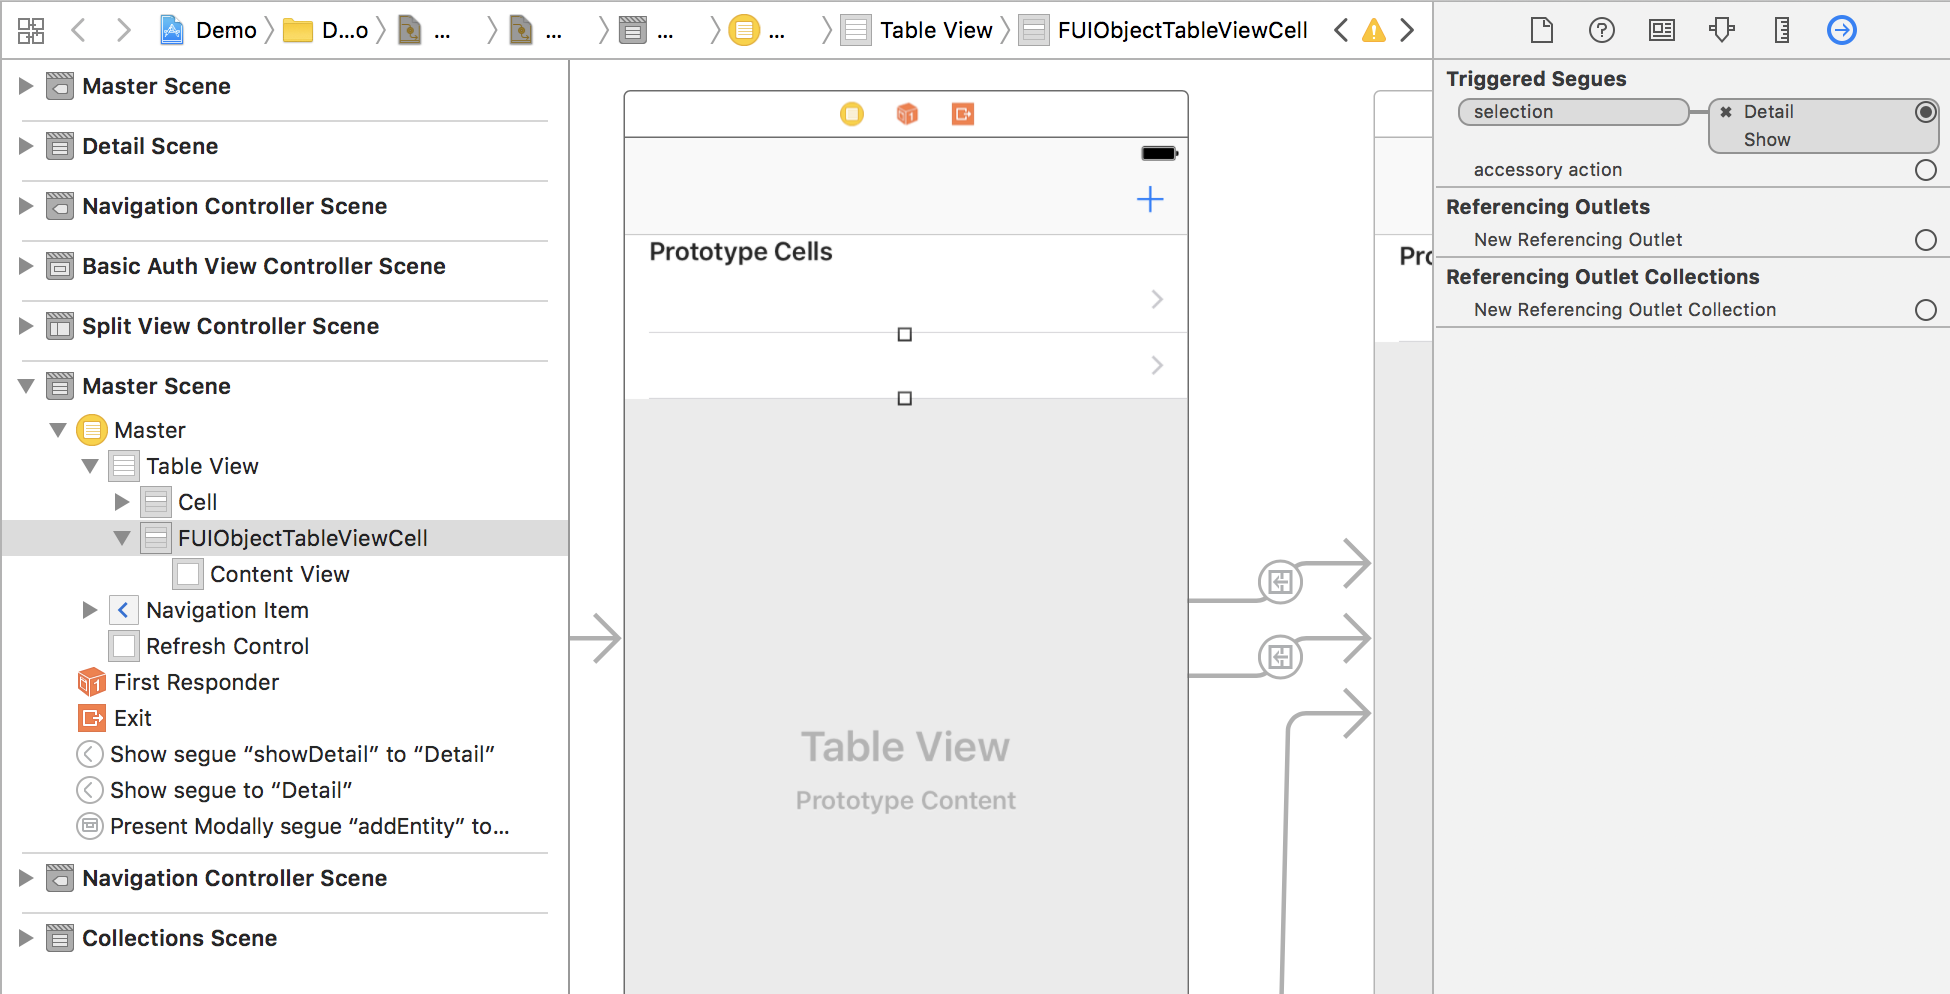 Demo D...o ... ... ... ... Table View FUIObjectTableViewCell
Master Scene
Detail Scene
Navigation Controller Scene
Basic Auth View Controller Scene
Split View Controller Scene
Master Scene
Master
Table View
Cell
FUIObjectTableViewCell
Content View
Navigation Item
Refresh Control
First Responder
Exit
Show segue “showDetail” to “Detail”
Show segue to “Detail”
Present Modally segue “addEntity” to...
Navigation Controller Scene
Collections Scene
1
Prototype Cells
Table View
Prototype Content
Pro
Triggered Segues
selection
Detail
Show
accessory action
Referencing Outlets
New Referencing Outlet
Referencing Outlet Collections
New Referencing Outlet Collection